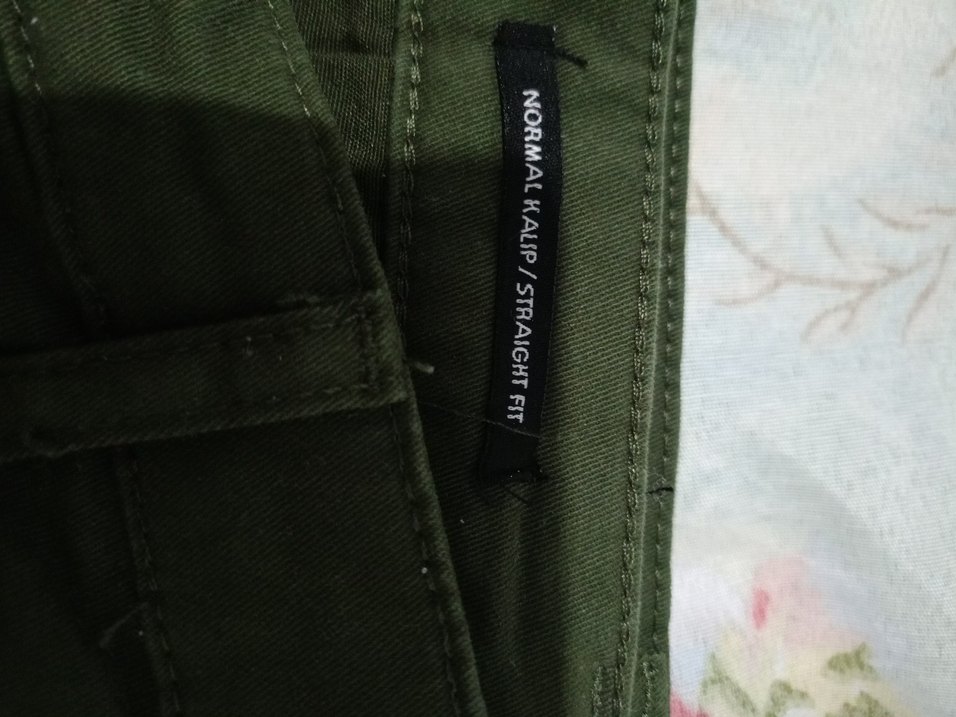 NORMAL KALIP / STRAIGHT FIT